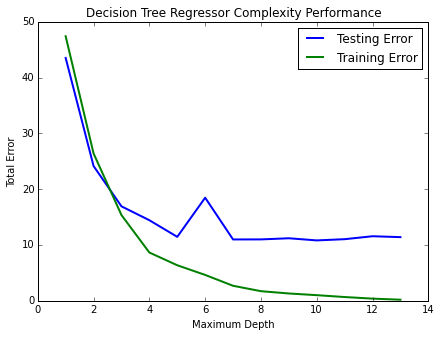 Decision Tree Regressor Complexity Performance
Testing Error
Training Error
50
40
30
20
10
0
Total Error
0 2 4 6 8 10 12 14
Maximum Depth